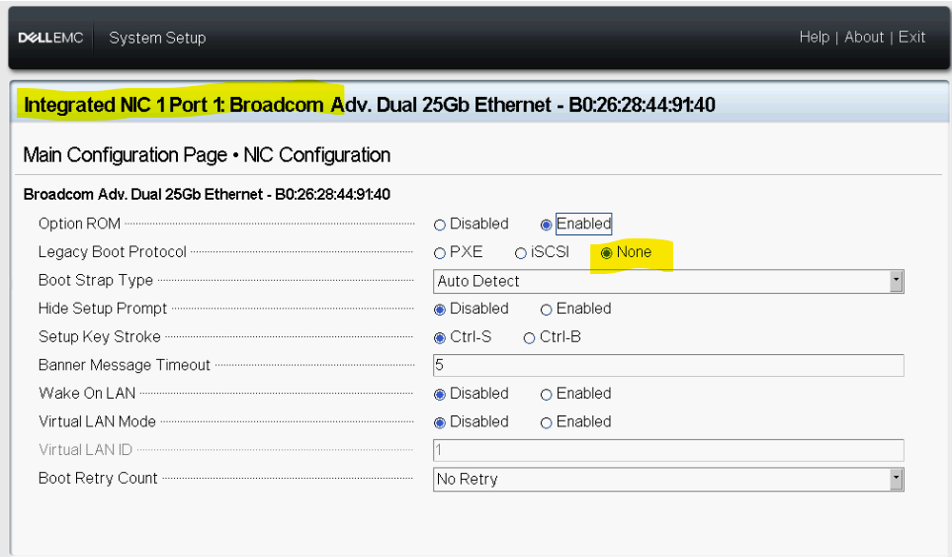 DELLEMC System Setup Help | About | Exit
Integrated NIC 1 Port 1: Broadcom Adv. Dual 25Gb Ethernet - B0:26:28:44:91:40
Main Configuration Page • NIC Configuration
Broadcom Adv. Dual 25Gb Ethernet - B0:26:28:44:91:40
Option ROM Disabled Enabled
Legacy Boot Protocol PXE iSCSI None
Boot Strap Type Auto Detect
Hide Setup Prompt Disabled Enabled
Setup Key Stroke Ctrl-S Ctrl-B
Banner Message Timeout 5
Wake On LAN Disabled Enabled
Virtual LAN Mode Disabled Enabled
Virtual LAN ID 1
Boot Retry Count No Retry